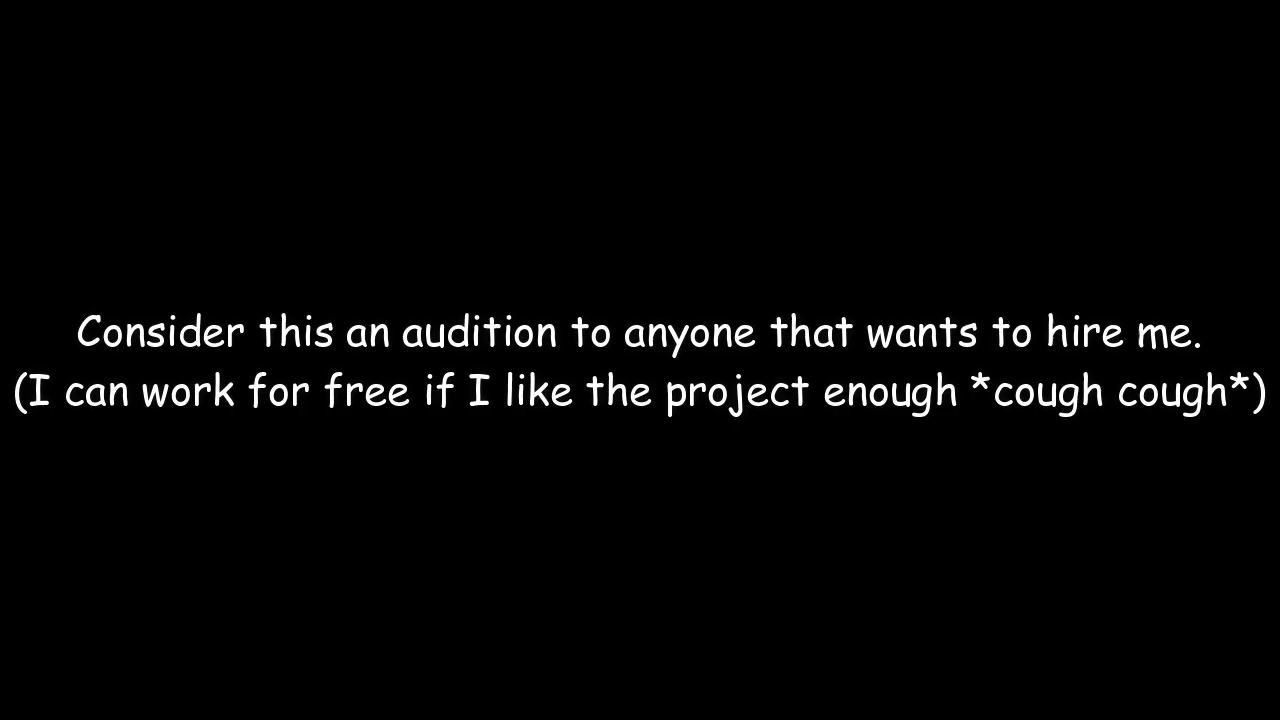 Consider this an audition to anyone that wants to hire me.
(I can work for free if I like the project enough *cough cough*)